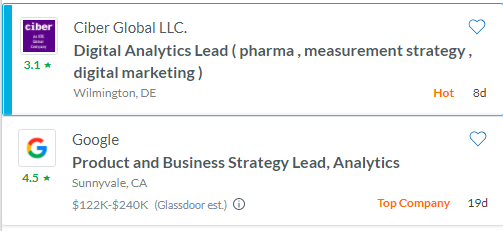 ciber
Ciber Global LLC.
Digital Analytics Lead ( pharma , measurement strategy ,
3.1 ★
digital marketing )
Wilmington, DE
Hot
8d
Google
Product and Business Strategy Lead, Analytics
4.5 ★
Sunnyvale, CA
$122K-$240K (Glassdoor est.)
Top Company
19d